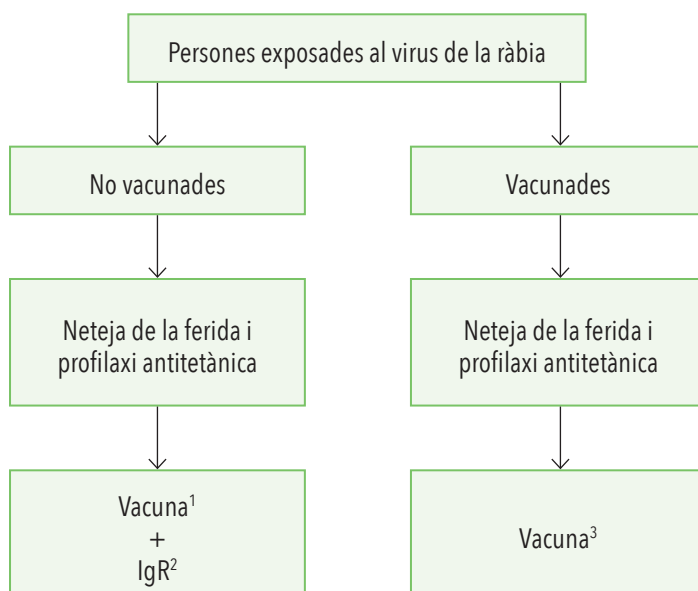 Persones exposades al virus de la ràbia
No vacunades
Vacunades
Neteja de la ferida i
profilaxi antitetànica
Neteja de la ferida i
profilaxi antitetànica
Vacuna¹
+
IgR²
Vacuna³